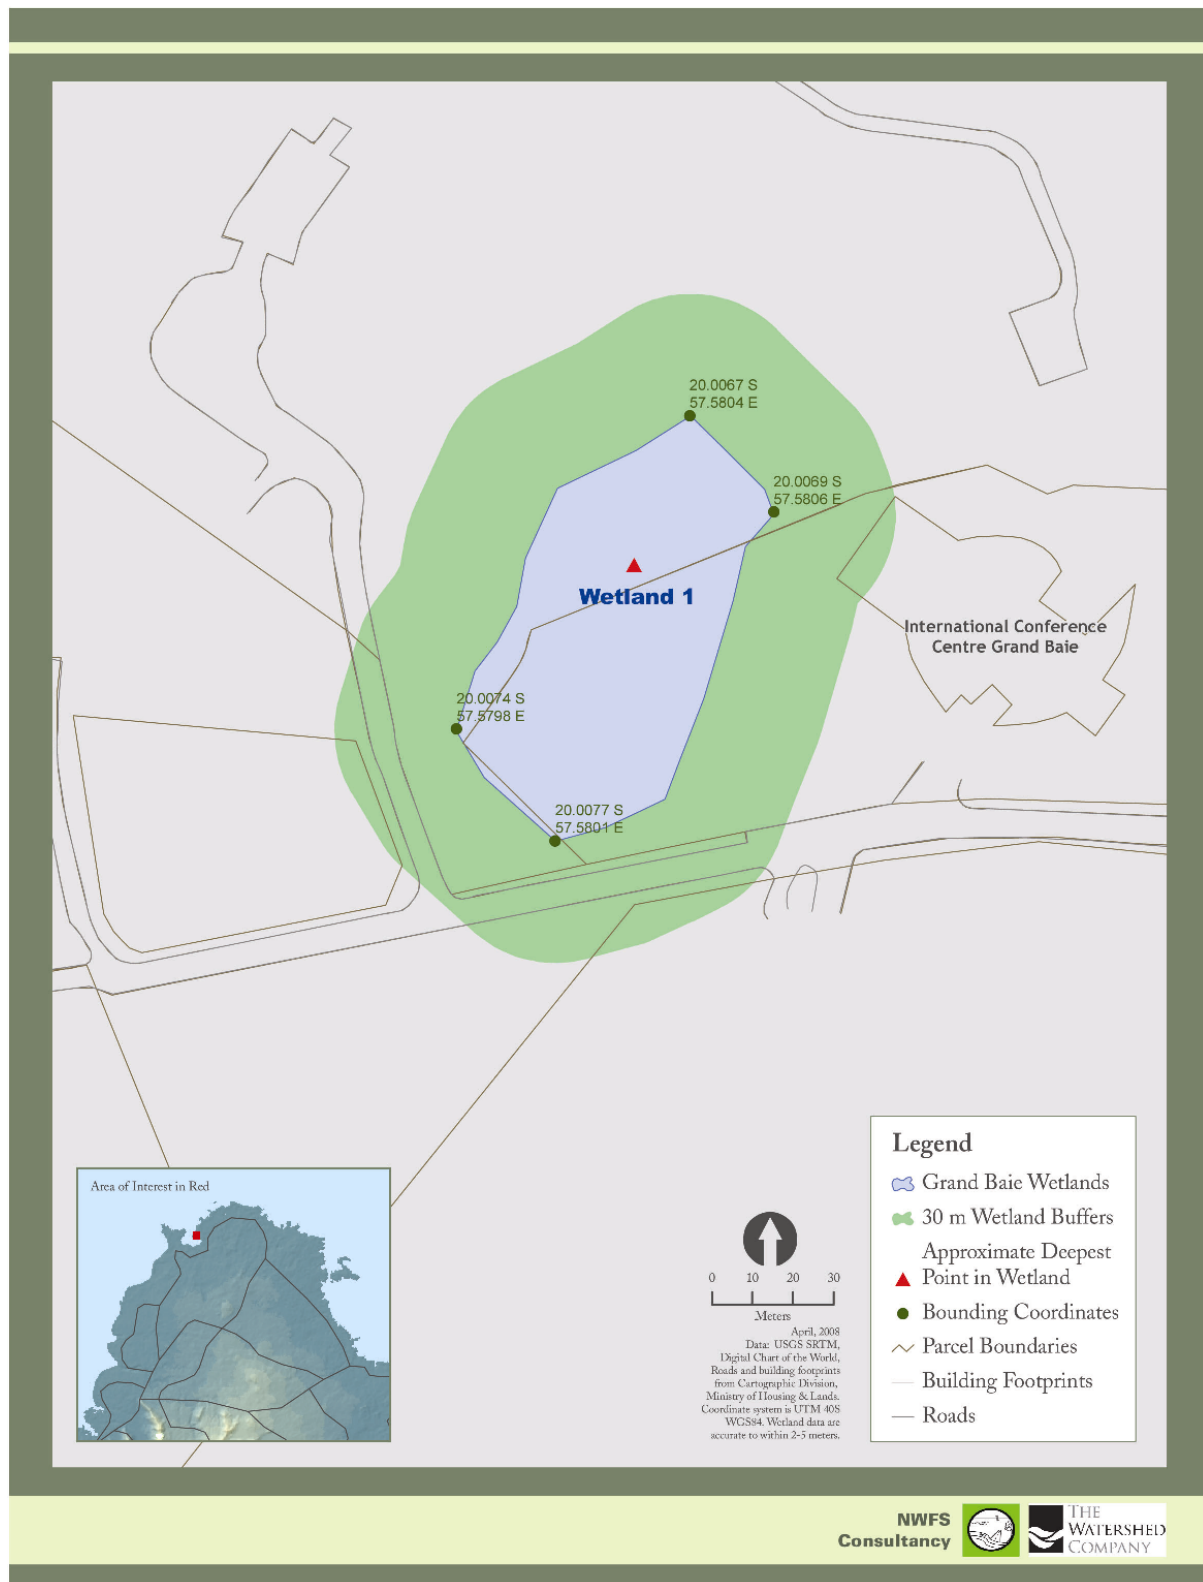 20.0067 S
57.5804 E
20.0069 S
57.5806 E
Wetland 1
International Conference
Centre Grand Baie
20.0074 S
57.5798 E
20.0077 S
57.5801 E
Legend
Grand Baie Wetlands
30 m Wetland Buffers
Approximate Deepest
Point in Wetland
Bounding Coordinates
Parcel Boundaries
Building Footprints
Roads
Area of Interest in Red
0 10 20 30
Meters
April, 2008
Data: USGS SRTM,
Digital Chart of the World,
Roads and building footprints
from Cartographic Division,
Ministry of Housing & Lands.
Coordinate system is UTM 40S
WGS84. Wetland data are
accurate to within 2-5 meters.
NWFS
Consultancy
THE
WATERSHED
COMPANY